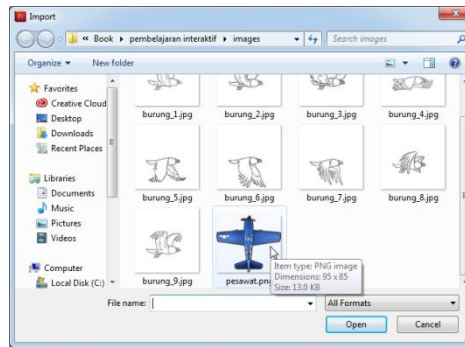 Import
« Book ▸ pembelajaran interaktif ▸ images
Search images
Organize ▾ New folder
Favorites
Creative Cloud
Desktop
Downloads
Recent Places
Libraries
Documents
Music
Pictures
Videos
Computer
Local Disk (C:)
burung_1.jpg burung_2.jpg burung_3.jpg burung_4.jpg
burung_5.jpg burung_6.jpg burung_7.jpg burung_8.jpg
burung_9.jpg pesawat.png
Item type: PNG image
Dimensions: 95 x 85
Size: 13.0 KB
File name:
All Formats
Open Cancel